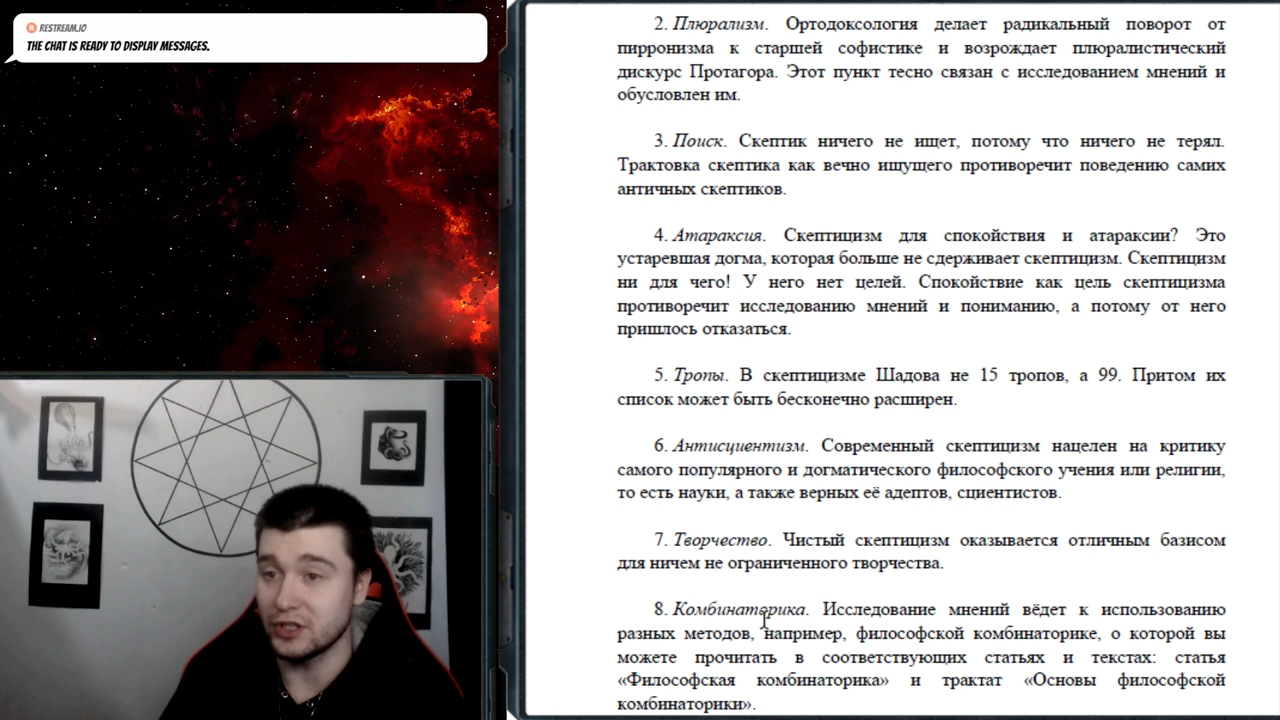 RESTREAM.IO
THE CHAT IS READY TO DISPLAY MESSAGES.
2. Плюрализм. Ортодоксология делает радикальный поворот от
пирронизма к старшей софистике и возрождает плюралистический
дискурс Протагора. Этот пункт тесно связан с исследованием мнений и
обусловлен им.
3. Поиск. Скептик ничего не ищет, потому что ничего не терял.
Трактовка скептика как вечно ищущего противоречит поведению самих
античных скептиков.
4. Атараксия. Скептицизм для спокойствия и атараксии? Это
устаревшая догма, которая больше не сдерживает скептицизм. Скептицизм
ни для чего! У него нет целей. Спокойствие как цель скептицизма
противоречит исследованию мнений и пониманию, а потому от него
пришлось отказаться.
5. Тропы. В скептицизме Шадова не 15 тропов, а 99. Притом их
список может быть бесконечно расширен.
6. Антисциентизм. Современный скептицизм нацелен на критику
самого популярного и догматического философского учения или религии,
то есть науки, а также верных её адептов, сциентистов.
7. Творчество. Чистый скептицизм оказывается отличным базисом
для ничем не ограниченного творчества.
8. Комбинаторика. Исследование мнений вёдет к использованию
разных методов, например, философской комбинаторике, о которой вы
можете прочитать в соответствующих статьях и текстах: статья
«Философская комбинаторика» и трактат «Основы философской
комбинаторики».